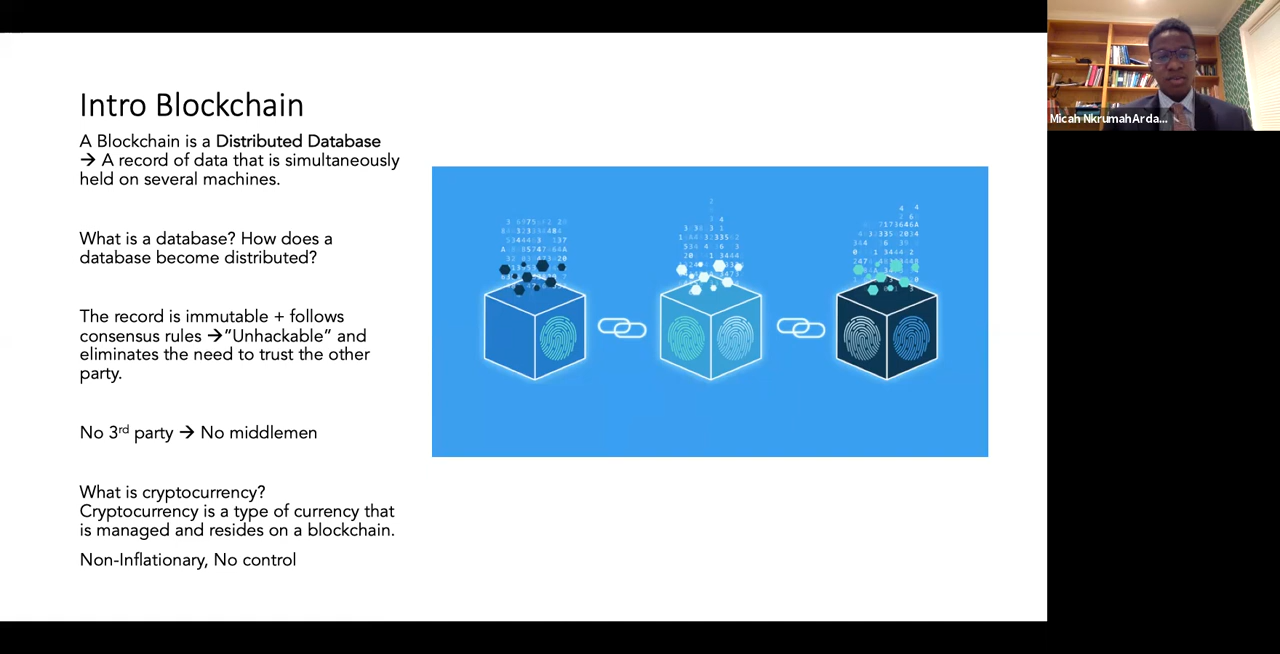 Intro Blockchain
A Blockchain is a Distributed Database
→ A record of data that is simultaneously
held on several machines.
What is a database? How does a
database become distributed?
The record is immutable + follows
consensus rules →”Unhackable” and
eliminates the need to trust the other
party.
No 3rd party → No middlemen
What is cryptocurrency?
Cryptocurrency is a type of currency that
is managed and resides on a blockchain.
Non-Inflationary, No control
Micah NkrumahArda...